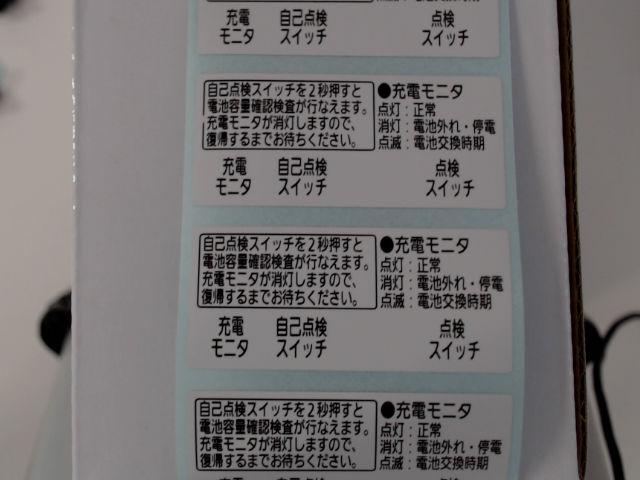 充電 自己点検 点検
モニタ スイッチ スイッチ
自己点検スイッチを2秒押すと
電池容量確認検査が行なえます。
充電モニタが消灯しますので、
復帰するまでお待ちください。
●充電モニタ
点灯：正常
消灯：電池外れ・停電
点滅：電池交換時期
充電 自己点検 点検
モニタ スイッチ スイッチ
自己点検スイッチを2秒押すと
電池容量確認検査が行なえます。
充電モニタが消灯しますので、
復帰するまでお待ちください。
●充電モニタ
点灯：正常
消灯：電池外れ・停電
点滅：電池交換時期
充電 自己点検 点検
モニタ スイッチ スイッチ
自己点検スイッチを2秒押すと
電池容量確認検査が行なえます。
充電モニタが消灯しますので、
復帰するまでお待ちください。
●充電モニタ
点灯：正常
消灯：電池外れ・停電
点滅：電池交換時期